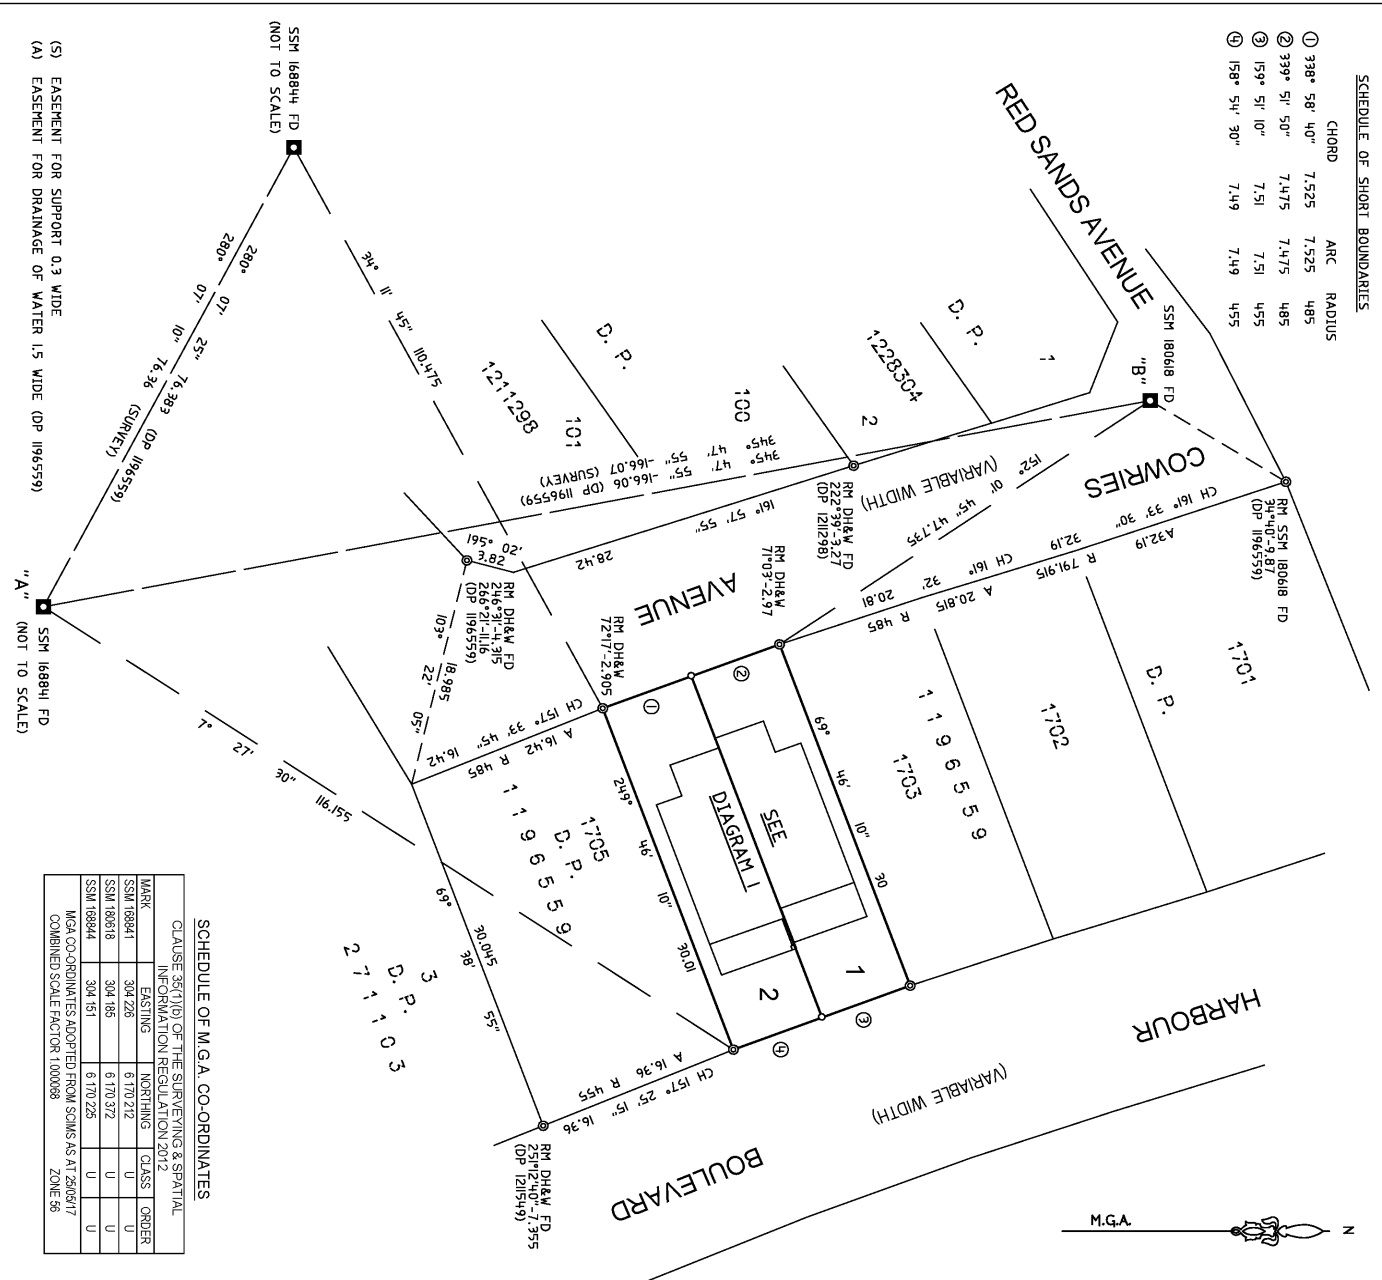 SCHEDULE OF SHORT BOUNDARIES
CHORD ARC RADIUS
① 338° 58' 40" 7.525 7.525 485
② 339° 51' 50" 7.475 7.475 485
③ 159° 51' 10" 7.51 7.51 455
④ 158° 54' 30" 7.49 7.49 455
RED SANDS AVENUE
SSM 180618 FD
"B"
COWRIES
AVENUE
(VARIABLE WIDTH)
RM SSM 180618 FD
34°40'-9.87
(DP 1196559)
CH 161° 33' 30" 32.19
A32.19 R 791.915
CH 161° 32' 20.81
A 20.815 R 485
152° 01' 45" 47.735
D. P.
1228304
1
2
D. P.
1211298
100
101
345° 47' 55"-166.06 (DP 1196559)
345° 47' 55"-166.07 (SURVEY)
RM DH&W FD
222°39'-3.27
(DP 1211298)
161° 57' 55" 28.42
195° 02'
3.82
RM DH&W FD
246°31'-4.315
266°21'-11.16
(DP 1196559)
103° 22' 05"
18.985
RM DH&W
71°03'-2.97
RM DH&W
72°17'-2.905
SSM 168844 FD
(NOT TO SCALE)
34° 11' 45" 110.475
280° 07' 25" 76.383 (DP 1196559)
280° 07' 10" 76.36 (SURVEY)
(S) EASEMENT FOR SUPPORT 0.3 WIDE
(A) EASEMENT FOR DRAINAGE OF WATER 1.5 WIDE (DP 1196559)
"A"
SSM 168841 FD
(NOT TO SCALE)
7° 27' 30" 116.155
CH 157° 33' 45" 16.42
A 16.42 R 485
①
②
③
④
69° 46' 10" 30
249° 46' 10" 30.01
SEE
DIAGRAM 1
1
2
1701
1702
1703
D. P.
1196559
1705
D. P.
1196559
69° 38' 55"
30.045
3
D. P.
271103
CH 157° 25' 15" 16.36
A 16.36 R 455
RM DH&W FD
251°12'40"-7.355
(DP 1211549)
HARBOUR
BOULEVARD
(VARIABLE WIDTH)
M.G.A.
N
SCHEDULE OF M.G.A. CO-ORDINATES
CLAUSE 35(1)(b) OF THE SURVEYING & SPATIAL
INFORMATION REGULATION 2012
MARK EASTING NORTHING CLASS ORDER
SSM 168841 304 226 6 170 212 U U
SSM 180618 304 185 6 170 372 U U
SSM 168844 304 151 6 170 225 U U
MGA CO-ORDINATES ADOPTED FROM SCIMS AS AT 25/05/17
COMBINED SCALE FACTOR 1.000068 ZONE 56